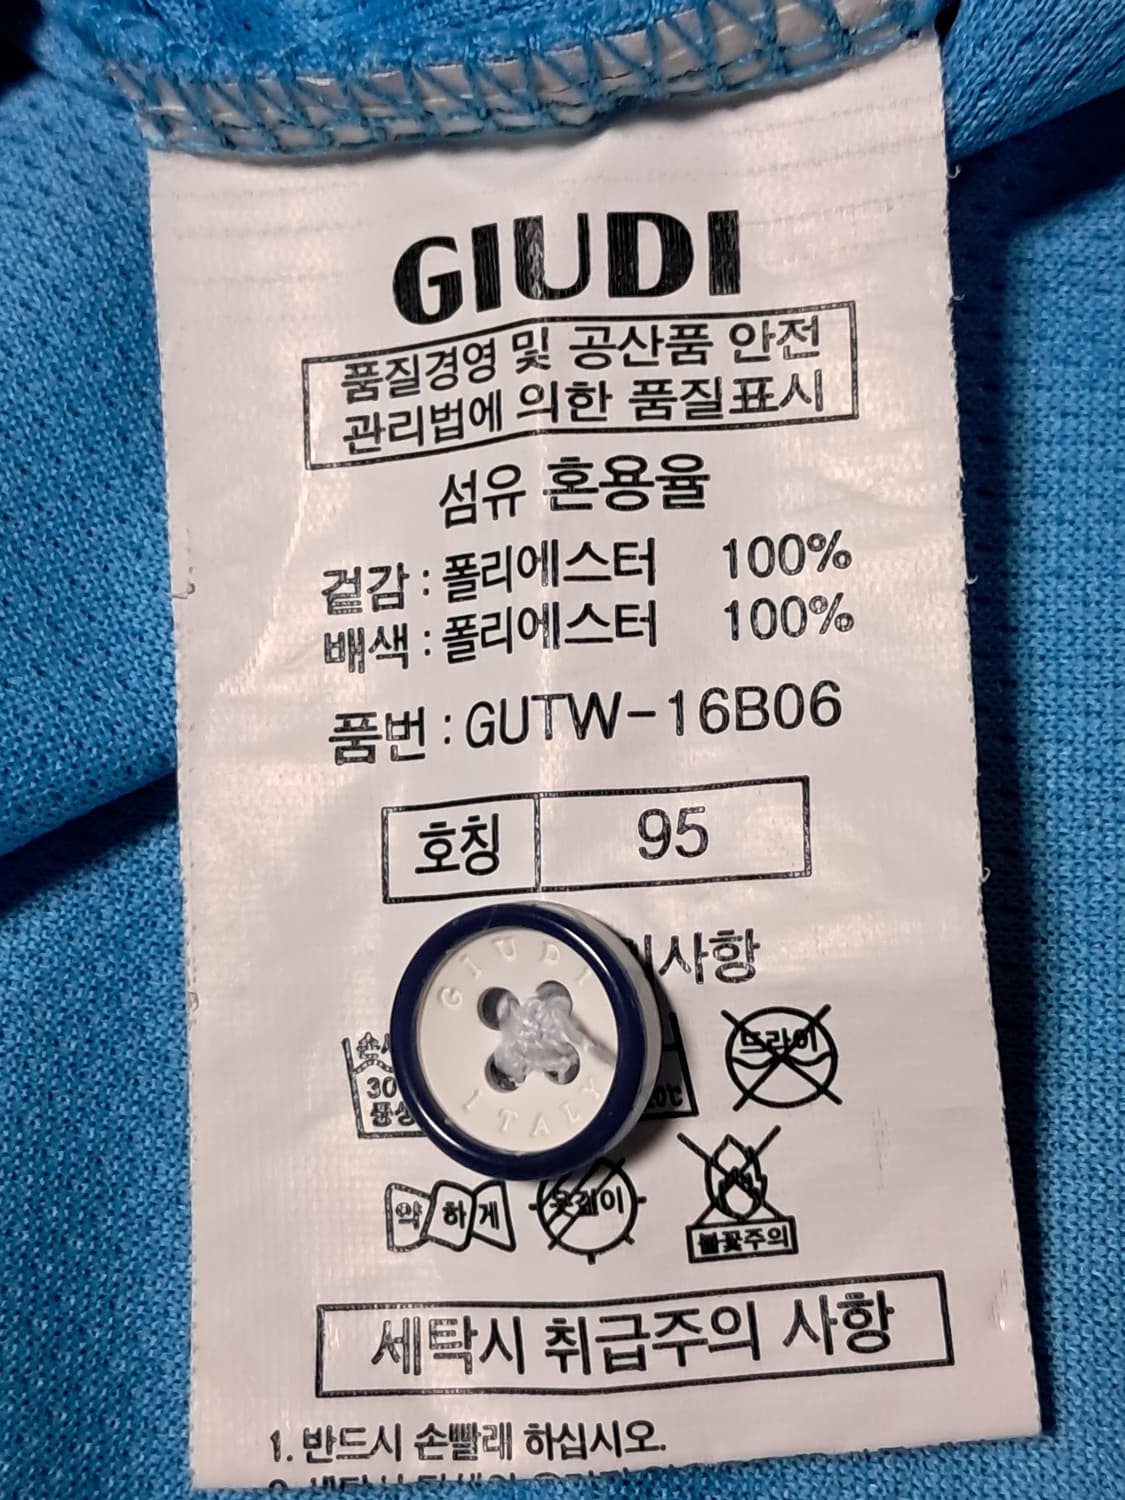 GIUDI
품질경영 및 공산품 안전
관리법에 의한 품질표시
섬유 혼용율
겉감 : 폴리에스터 100%
배색 : 폴리에스터 100%
품번 : GUTW-16B06
호칭 95
사항
GIUDI
ITALY
30
드라이
약하게
불꽃주의
세탁시 취급주의 사항
1. 반드시 손빨래 하십시오.